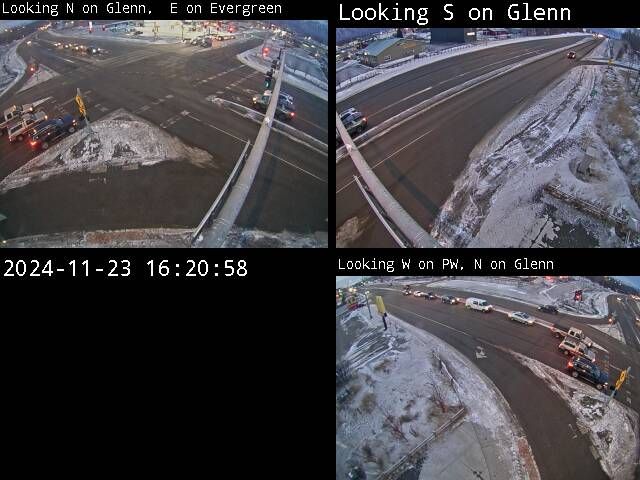 Looking N on Glenn,  E on Evergreen
Looking S on Glenn
2024-11-23 16:20:58
Looking W on PW, N on Glenn